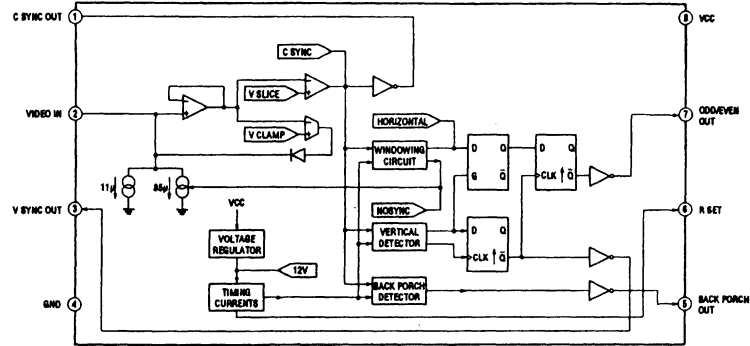 C SYNC OUT
1
8
VCC
C SYNC
V SLICE
VIDEO IN
2
7
ODD/EVEN
OUT
HORIZONTAL
V CLAMP
WINDOWING
CIRCUIT
D Q
G Q̅
D Q
CLK Q̅
11μ
85μ
V SYNC OUT
3
6
R SET
VCC
NOSYNC
VOLTAGE
REGULATOR
VERTICAL
DETECTOR
D Q
CLK Q̅
12V
GND
4
TIMING
CURRENTS
BACK PORCH
DETECTOR
5
BACK PORCH
OUT